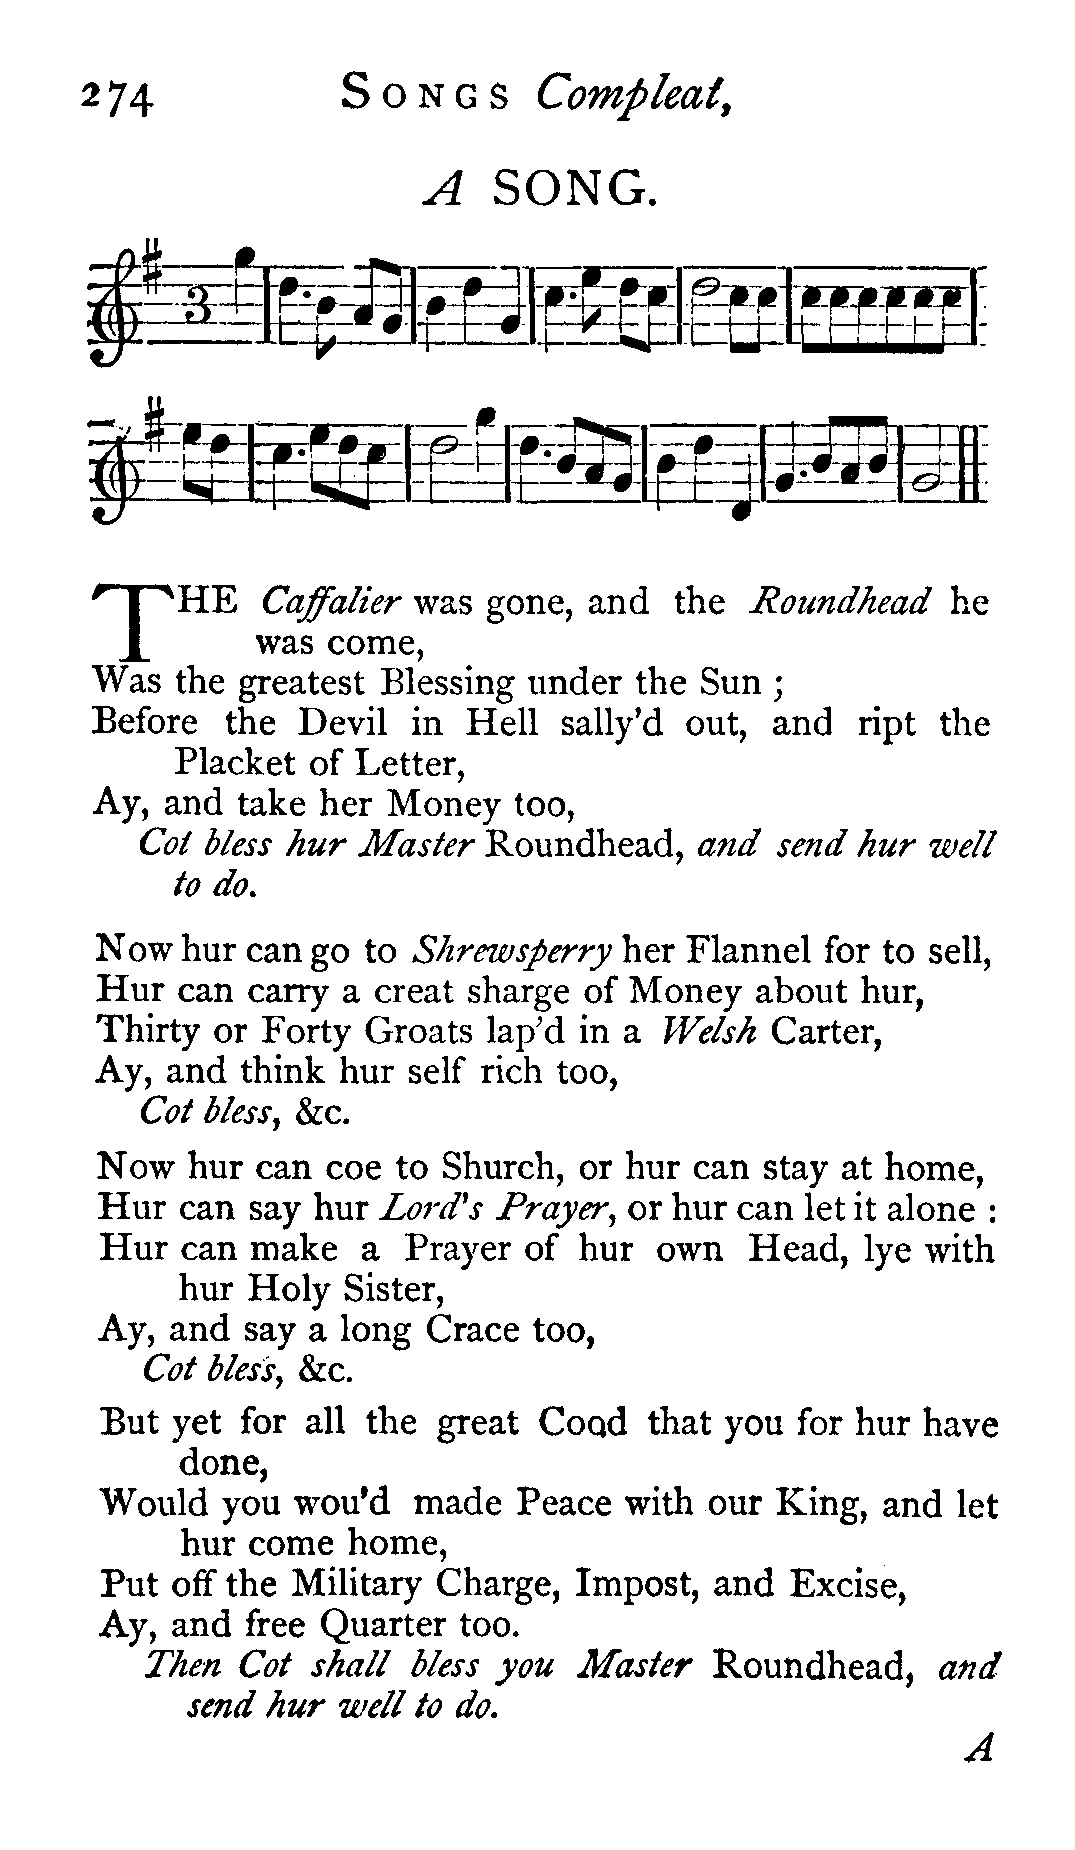 274 SONGS Compleat,
A SONG.
3
THE Caffalier was gone, and the Roundhead he
was come,
Was the greatest Blessing under the Sun ;
Before the Devil in Hell sally'd out, and ript the
Placket of Letter,
Ay, and take her Money too,
Cot bless hur Master Roundhead, and send hur well
to do.
Now hur can go to Shrewsperry her Flannel for to sell,
Hur can carry a creat sharge of Money about hur,
Thirty or Forty Groats lap'd in a Welsh Carter,
Ay, and think hur self rich too,
Cot bless, &c.
Now hur can coe to Shurch, or hur can stay at home,
Hur can say hur Lord's Prayer, or hur can let it alone :
Hur can make a Prayer of hur own Head, lye with
hur Holy Sister,
Ay, and say a long Crace too,
Cot bless, &c.
But yet for all the great Cood that you for hur have
done,
Would you wou'd made Peace with our King, and let
hur come home,
Put off the Military Charge, Impost, and Excise,
Ay, and free Quarter too.
Then Cot shall bless you Master Roundhead, and
send hur well to do.
A